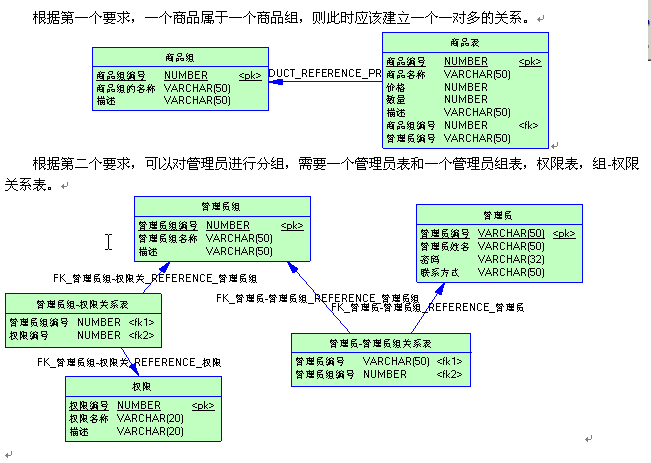 根据第一个要求，一个商品属于一个商品组，则此时应该建立一个一对多的关系。
商品组
商品组编号 NUMBER <pk>
商品组的名称 VARCHAR(50)
描述 VARCHAR(50)
DUCT_REFERENCE_PR
商品表
商品编号 NUMBER <pk>
商品名称 VARCHAR(50)
价格 NUMBER
数量 NUMBER
描述 VARCHAR(50)
商品组编号 NUMBER <fk>
管理员编号 VARCHAR(50)
根据第二个要求，可以对管理员进行分组，需要一个管理员表和一个管理员组表，权限表，组-权限
关系表。
管理员组
管理员组编号 NUMBER <pk>
管理员组名称 VARCHAR(50)
描述 VARCHAR(50)
管理员
管理员编号 VARCHAR(50) <pk>
管理员姓名 VARCHAR(50)
密码 VARCHAR(32)
联系方式 VARCHAR(50)
FK_管理员组-权限关_REFERENCE_管理员组
FK_管理员-管理员组_REFERENCE_管理员组
FK_管理员-管理员组_REFERENCE_管理员
管理员组-权限关系表
管理员组编号 NUMBER <fk1>
权限编号 NUMBER <fk2>
管理员-管理员组关系表
管理员编号 VARCHAR(50) <fk1>
管理员组编号 NUMBER <fk2>
FK_管理员组-权限关_REFERENCE_权限
权限
权限编号 NUMBER <pk>
权限名称 VARCHAR(20)
描述 VARCHAR(20)